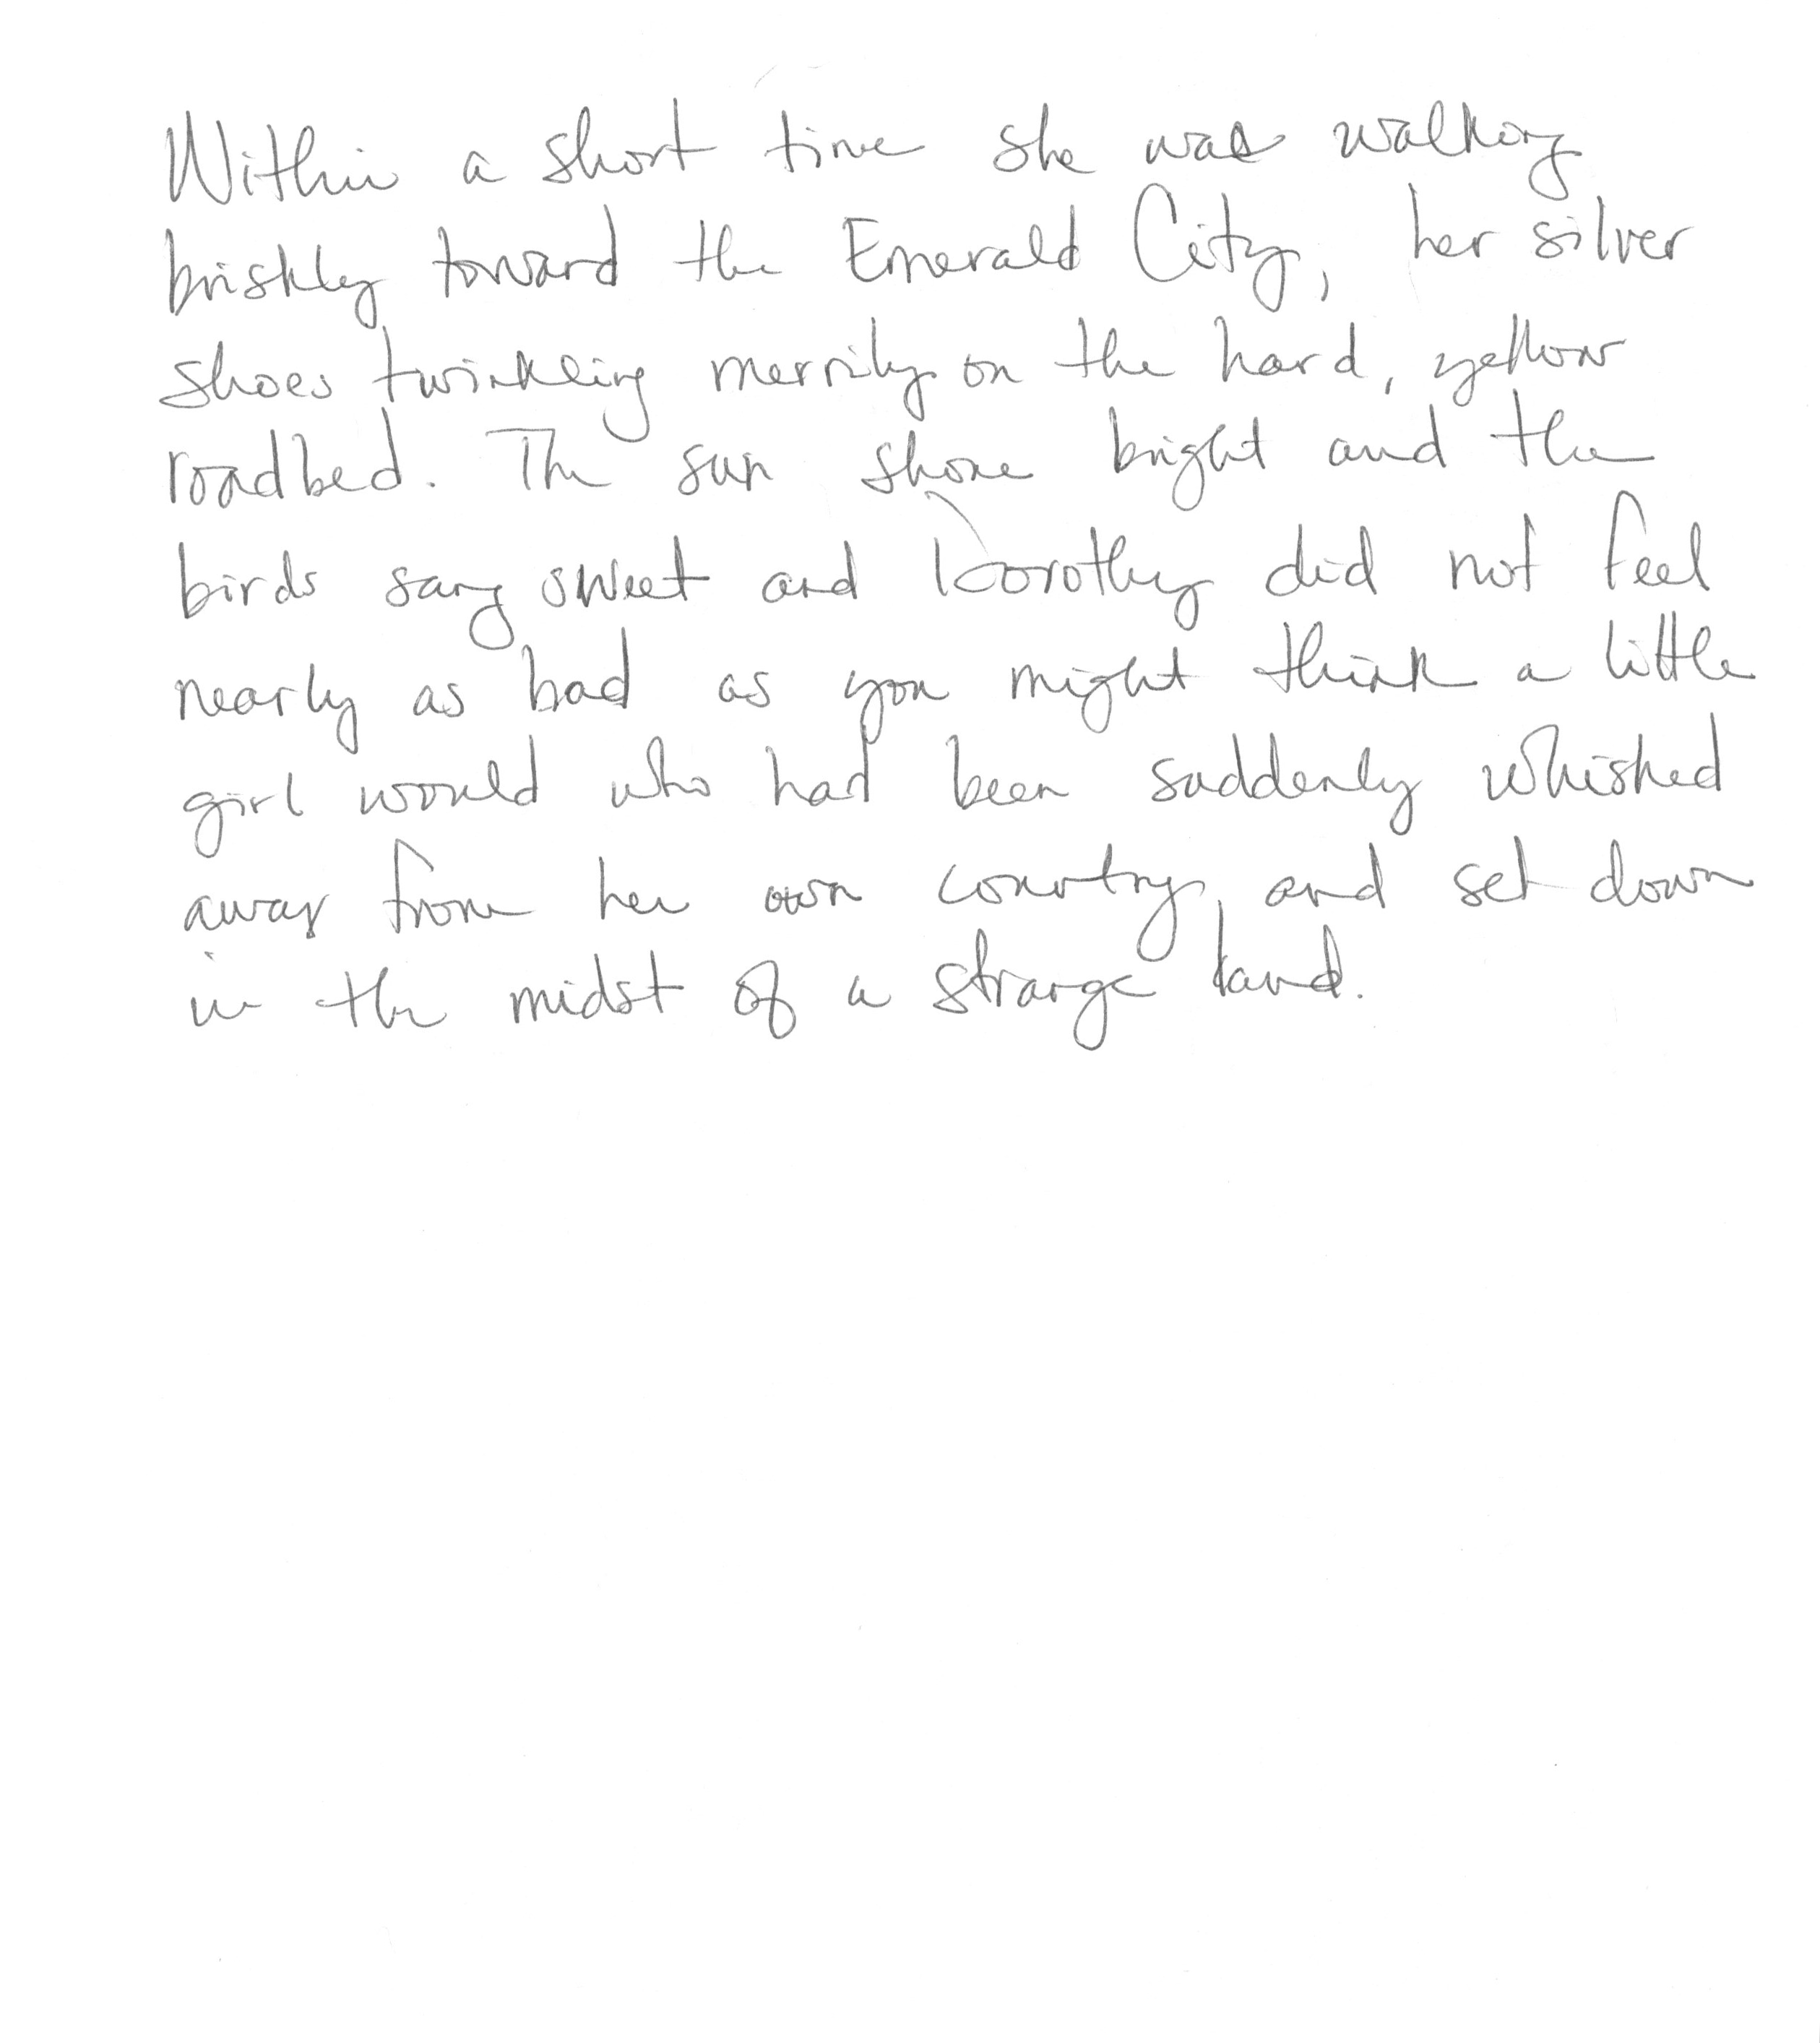 Within a short time she was walking
briskly toward the Emerald City, her silver
shoes twinkling merrily on the hard, yellow
roadbed. The sun shone bright and the
birds sang sweet and Dorothy did not feel
nearly as bad as you might think a little
girl would who had been suddenly whished
away from her own country and set down
in the midst of a strange land.